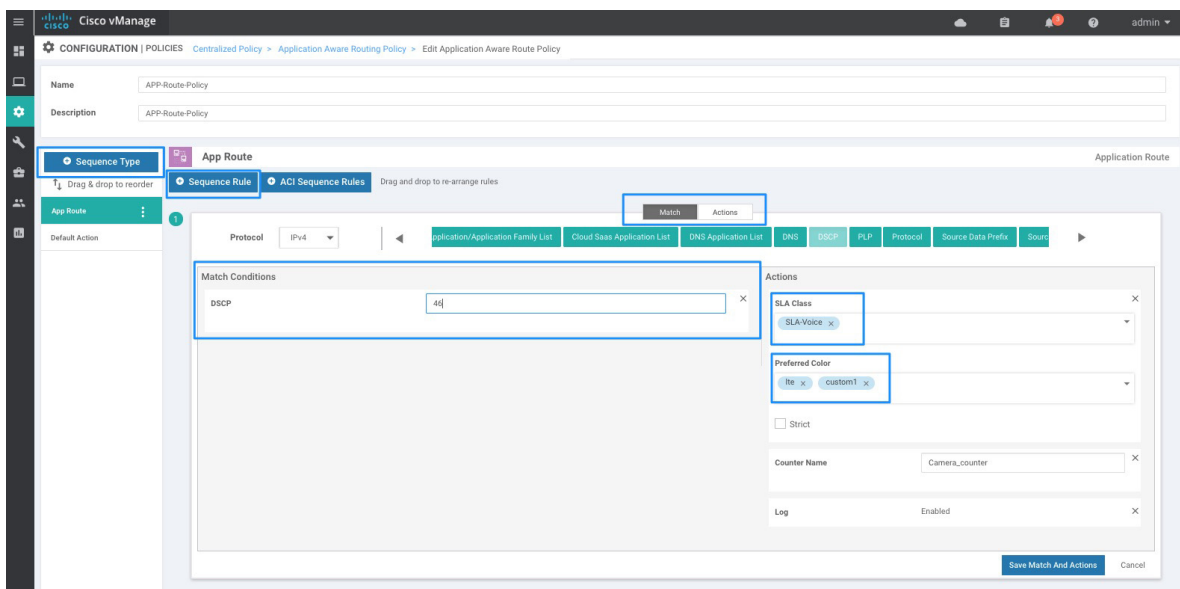 cisco Cisco vManage
3
admin
CONFIGURATION | POLICIES Centralized Policy > Application Aware Routing Policy > Edit Application Aware Route Policy
Name APP-Route-Policy
Description APP-Route-Policy
Sequence Type
App Route
Application Route
Drag & drop to reorder
Sequence Rule
ACI Sequence Rules
Drag and drop to re-arrange rules
App Route
Default Action
1
Match Actions
Protocol IPv4
pplication/Application Family List Cloud Saas Application List DNS Application List DNS DSCP PLP Protocol Source Data Prefix Sourc
Match Conditions
DSCP 46
Actions
SLA Class
SLA-Voice x
Preferred Color
lte x custom1 x
Strict
Counter Name Camera_counter
Log Enabled
Save Match And Actions Cancel